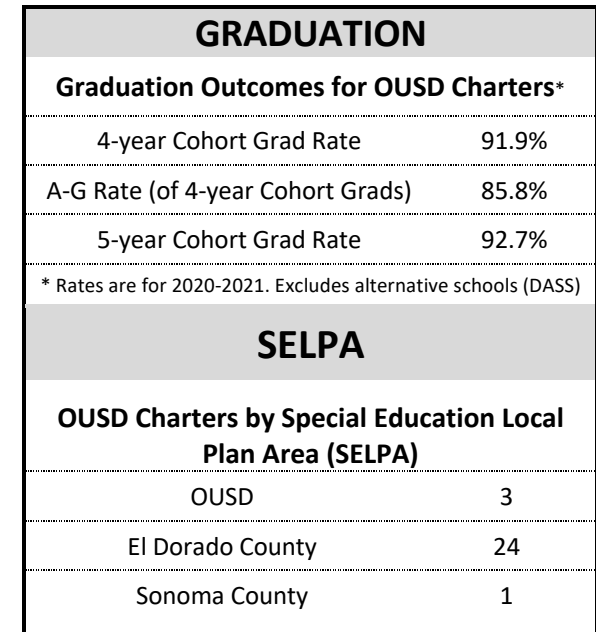 GRADUATION
Graduation Outcomes for OUSD Charters*
4-year Cohort Grad Rate 91.9%
A-G Rate (of 4-year Cohort Grads) 85.8%
5-year Cohort Grad Rate 92.7%
* Rates are for 2020-2021. Excludes alternative schools (DASS)
SELPA
OUSD Charters by Special Education Local
Plan Area (SELPA)
OUSD 3
El Dorado County 24
Sonoma County 1